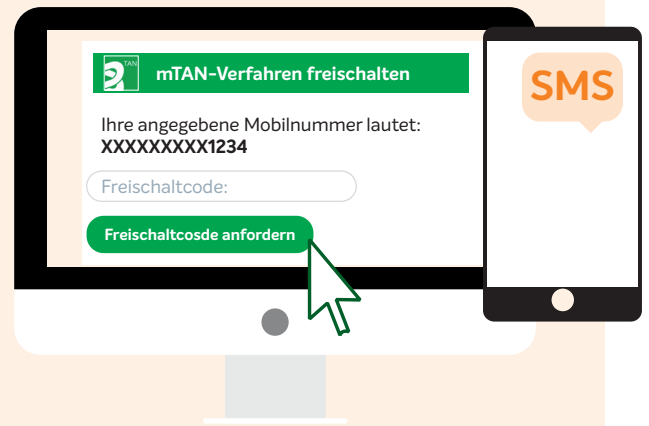 TAN
mTAN-Verfahren freischalten
SMS
Ihre angegebene Mobilnummer lautet:
XXXXXXXXX1234
Freischaltcode:
Freischaltcosde anfordern